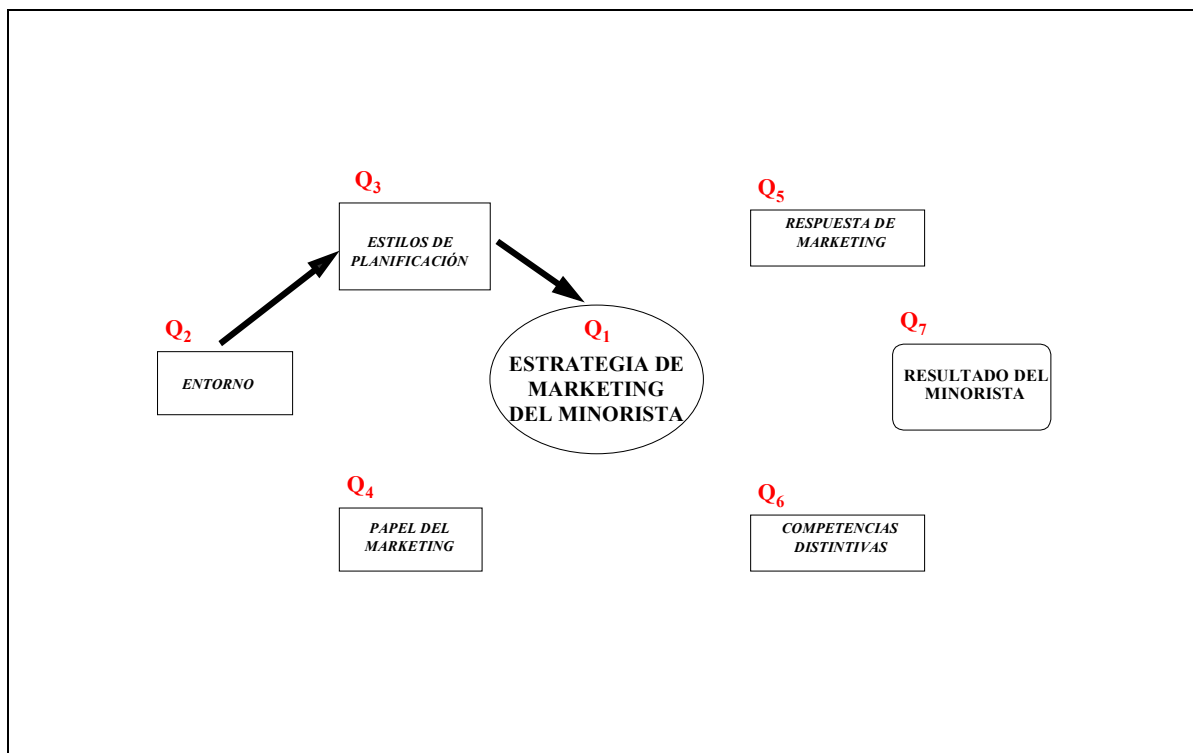 Q3
ESTILOS DE
PLANIFICACIÓN
Q5
RESPUESTA DE
MARKETING
Q2
ENTORNO
Q1
ESTRATEGIA DE
MARKETING
DEL MINORISTA
Q7
RESULTADO DEL
MINORISTA
Q4
PAPEL DEL
MARKETING
Q6
COMPETENCIAS
DISTINTIVAS